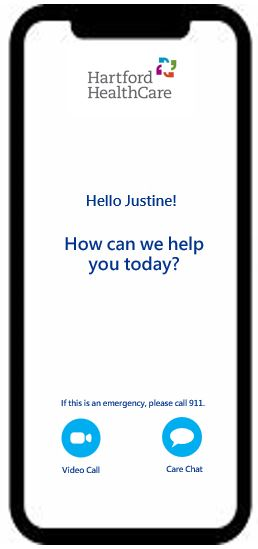 Hartford
HealthCare
Hello Justine!
How can we help
you today?
If this is an emergency, please call 911.
Video Call
Care Chat